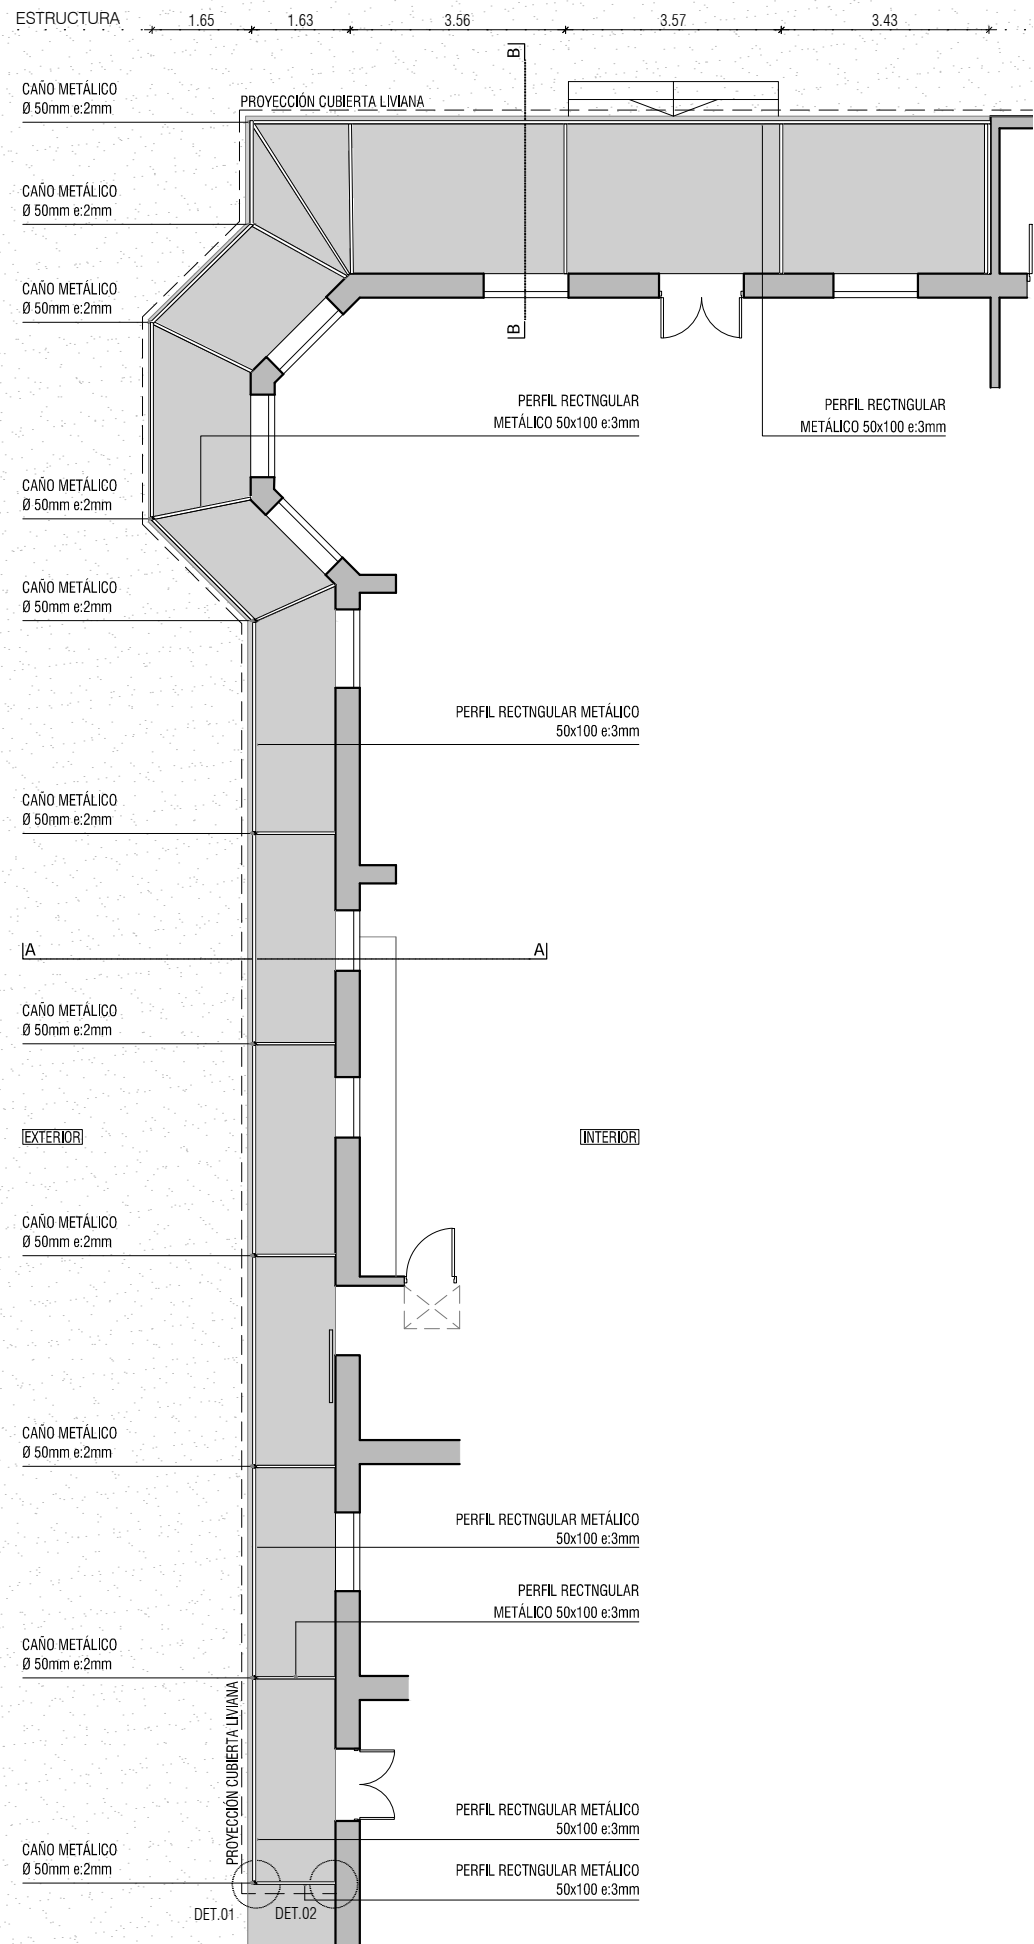 ESTRUCTURA
1.65
1.63
3.56
3.57
3.43
B
CAÑO METÁLICO
Ø 50mm e:2mm
PROYECCIÓN CUBIERTA LIVIANA
CAÑO METÁLICO
Ø 50mm e:2mm
CAÑO METÁLICO
Ø 50mm e:2mm
B
PERFIL RECTNGULAR
METÁLICO 50x100 e:3mm
PERFIL RECTNGULAR
METÁLICO 50x100 e:3mm
CAÑO METÁLICO
Ø 50mm e:2mm
CAÑO METÁLICO
Ø 50mm e:2mm
PERFIL RECTNGULAR METÁLICO
50x100 e:3mm
CAÑO METÁLICO
Ø 50mm e:2mm
A
A
CAÑO METÁLICO
Ø 50mm e:2mm
EXTERIOR
INTERIOR
CAÑO METÁLICO
Ø 50mm e:2mm
CAÑO METÁLICO
Ø 50mm e:2mm
PERFIL RECTNGULAR METÁLICO
50x100 e:3mm
PERFIL RECTNGULAR
METÁLICO 50x100 e:3mm
CAÑO METÁLICO
Ø 50mm e:2mm
PROYECCIÓN CUBIERTA LIVIANA
PERFIL RECTNGULAR METÁLICO
50x100 e:3mm
CAÑO METÁLICO
Ø 50mm e:2mm
PERFIL RECTNGULAR METÁLICO
50x100 e:3mm
DET.01
DET.02